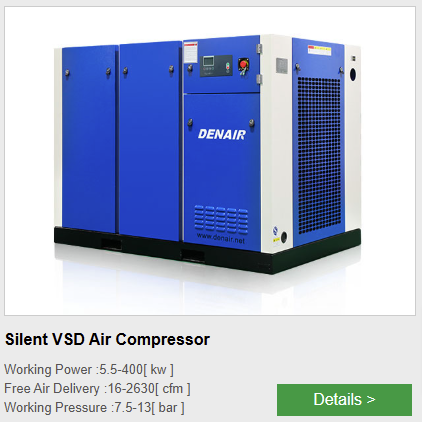 DENAIR
www.denair.net
Silent VSD Air Compressor
Working Power :5.5-400[ kw ]
Free Air Delivery :16-2630[ cfm ]
Working Pressure :7.5-13[ bar ]
Details >